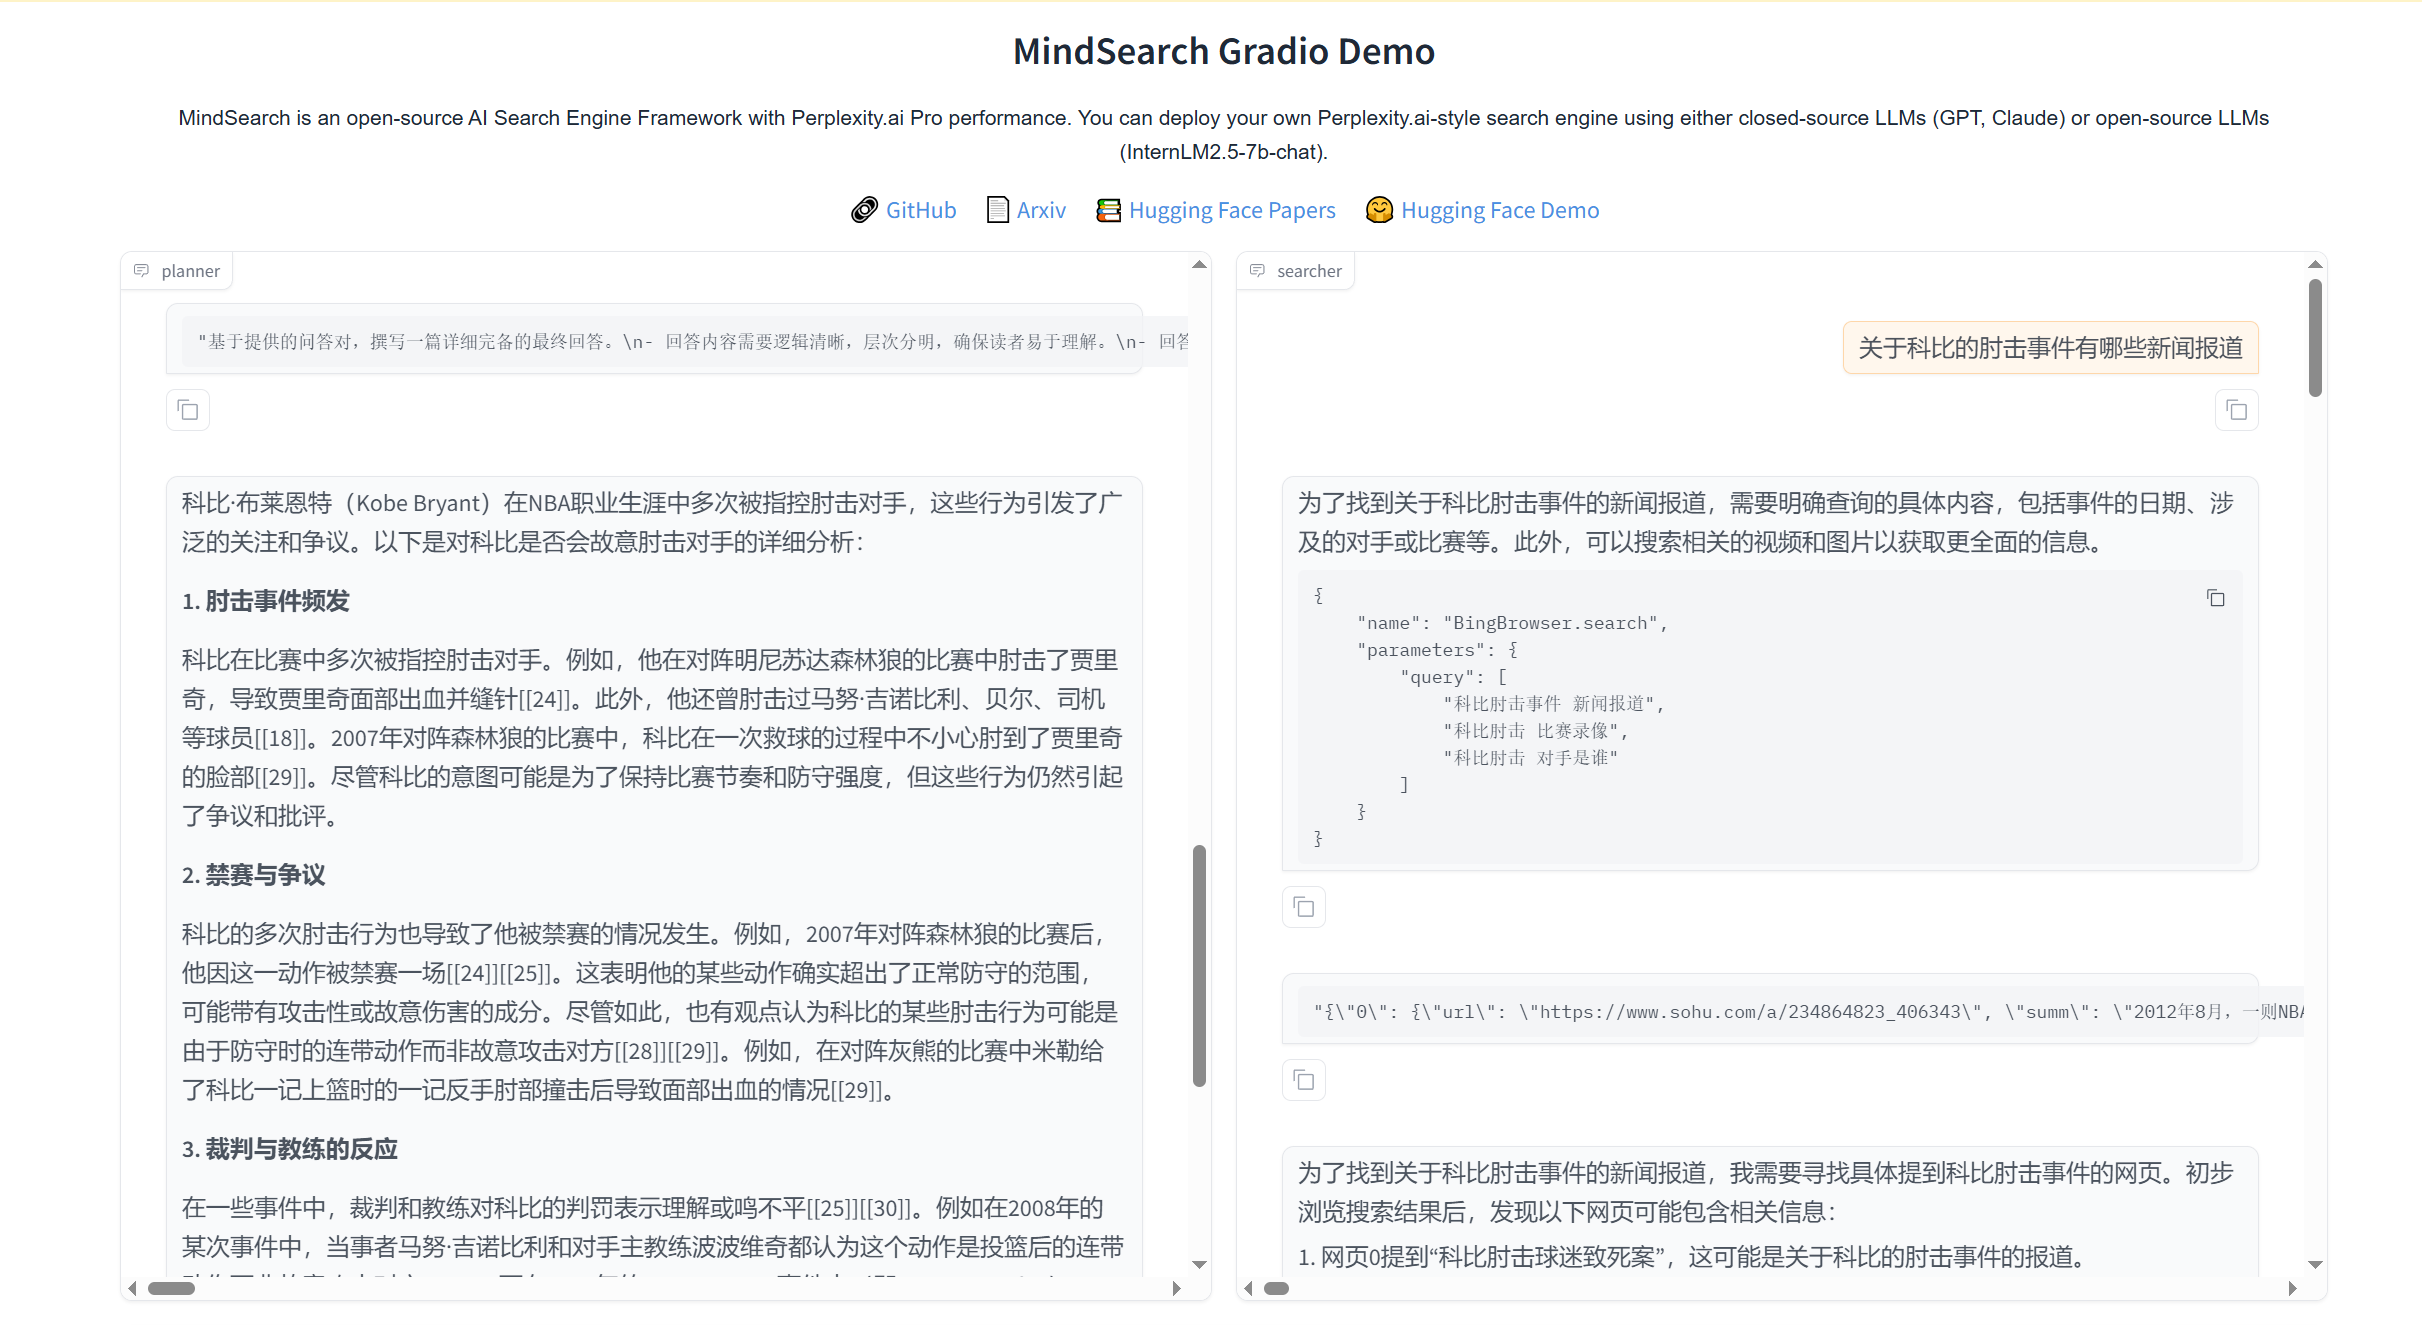 MindSearch Gradio Demo
MindSearch is an open-source AI Search Engine Framework with Perplexity.ai Pro performance. You can deploy your own Perplexity.ai-style search engine using either closed-source LLMs (GPT, Claude) or open-source LLMs
(InternLM2.5-7b-chat).
GitHub Arxiv Hugging Face Papers Hugging Face Demo
planner
"基于提供的问答对，撰写一篇详细完备的最终回答。\n- 回答内容需要逻辑清晰，层次分明，确保读者易于理解。\n- 回答
科比·布莱恩特（Kobe Bryant）在NBA职业生涯中多次被指控肘击对手，这些行为引发了广
泛的关注和争议。以下是对科比是否会故意肘击对手的详细分析：
1. 肘击事件频发
科比在比赛中多次被指控肘击对手。例如，他在对阵明尼苏达森林狼的比赛中肘击了贾里
奇，导致贾里奇面部出血并缝针[[24]]。此外，他还曾肘击过马努·吉诺比利、贝尔、司机
等球员[[18]]。2007年对阵森林狼的比赛中，科比在一次救球的过程中不小心肘到了贾里奇
的脸部[[29]]。尽管科比的意图可能是为了保持比赛节奏和防守强度，但这些行为仍然引起
了争议和批评。
2. 禁赛与争议
科比的多次肘击行为也导致了他被禁赛的情况发生。例如，2007年对阵森林狼的比赛后，
他因这一动作被禁赛一场[[24]][[25]]。这表明他的某些动作确实超出了正常防守的范围，
可能带有攻击性或故意伤害的成分。尽管如此，也有观点认为科比的某些肘击行为可能是
由于防守时的连带动作而非故意攻击对方[[28]][[29]]。例如，在对阵灰熊的比赛中米勒给
了科比一记上篮时的一记反手肘部撞击后导致面部出血的情况[[29]]。
3. 裁判与教练的反应
在一些事件中，裁判和教练对科比的判罚表示理解或鸣不平[[25]][[30]]。例如在2008年的
某次事件中，当事者马努·吉诺比利和对手主教练波波维奇都认为这个动作是投篮后的连带
searcher
关于科比的肘击事件有哪些新闻报道
为了找到关于科比肘击事件的新闻报道，需要明确查询的具体内容，包括事件的日期、涉
及的对手或比赛等。此外，可以搜索相关的视频和图片以获取更全面的信息。
{
"name": "BingBrowser.search",
"parameters": {
"query": [
"科比肘击事件 新闻报道",
"科比肘击 比赛录像",
"科比肘击 对手是谁"
]
}
}
"{\"0\": {\"url\": \"https://www.sohu.com/a/234864823_406343\", \"summ\": \"2012年8月，一则NBA
为了找到关于科比肘击事件的新闻报道，我需要寻找具体提到科比肘击事件的网页。初步
浏览搜索结果后，发现以下网页可能包含相关信息：
1. 网页0提到“科比肘击球迷致死案”，这可能是关于科比的肘击事件的报道。